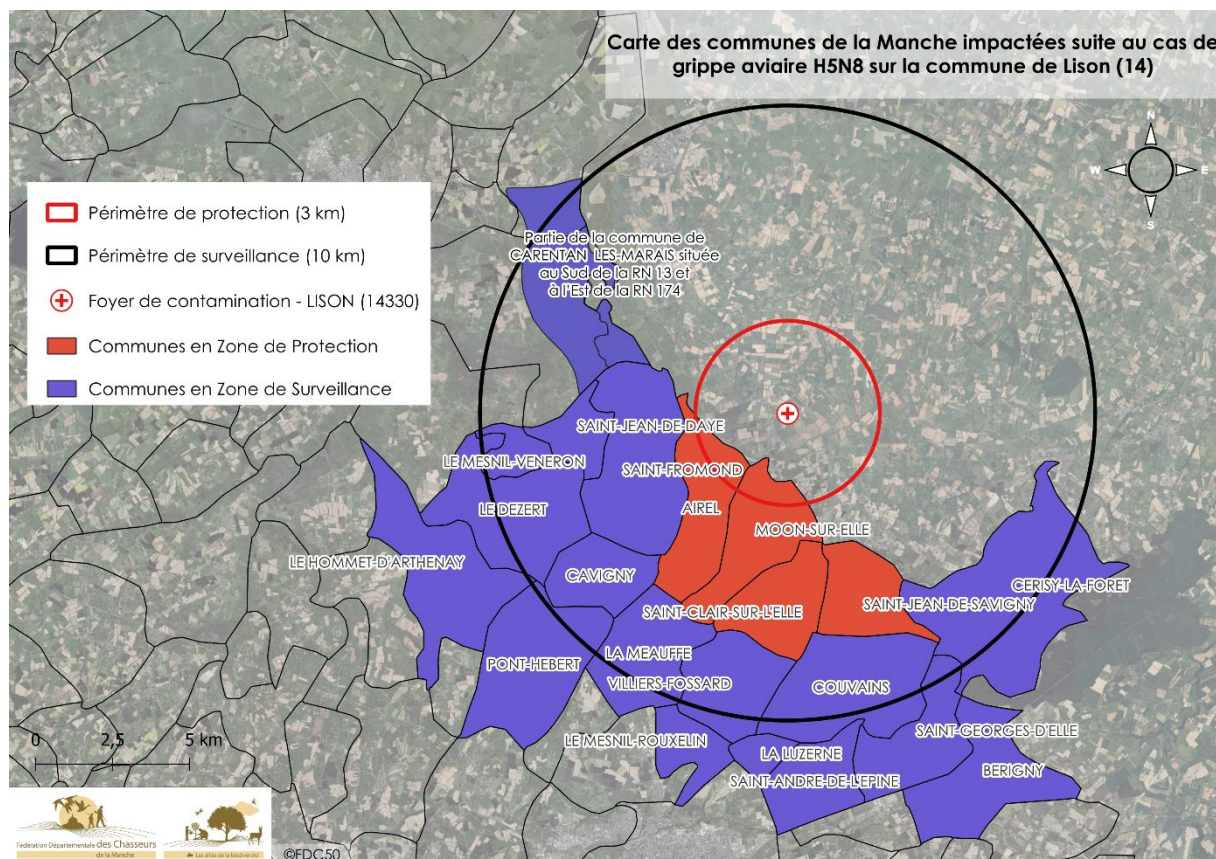 Carte des communes de la Manche impactées suite au cas de
grippe aviaire H5N8 sur la commune de Lison (14)
N
W
E
S
Périmètre de protection (3 km)
Périmètre de surveillance (10 km)
Foyer de contamination - LISON (14330)
Communes en Zone de Protection
Communes en Zone de Surveillance
Partie de la commune de
CARENTAN LES-MARAIS située
au Sud de la RN 13 et
à l'Est de la RN 174
SAINT-JEAN-DE-DAYE
LE MESNIL-VENERON
SAINT-FROMOND
LE DEZERT
AIREL
MOON-SUR-ELLE
LE HOMMET-D'ARTHENAY
CAVIGNY
CERISY-LA-FORET
SAINT-CLAIR-SUR-L'ELLE
SAINT-JEAN-DE-SAVIGNY
PONT-HEBERT
LA MEAUFFE
VILLIERS-FOSSARD
COUVAINS
LE MESNIL-ROUXELIN
SAINT-GEORGES-D'ELLE
LA LUZERNE
BERIGNY
SAINT-ANDRE-DE-L'EPINE
0 2,5 5 km
Fédération Départementale des Chasseurs
de la Manche
Les alliés de la biodiversité
©FDC50